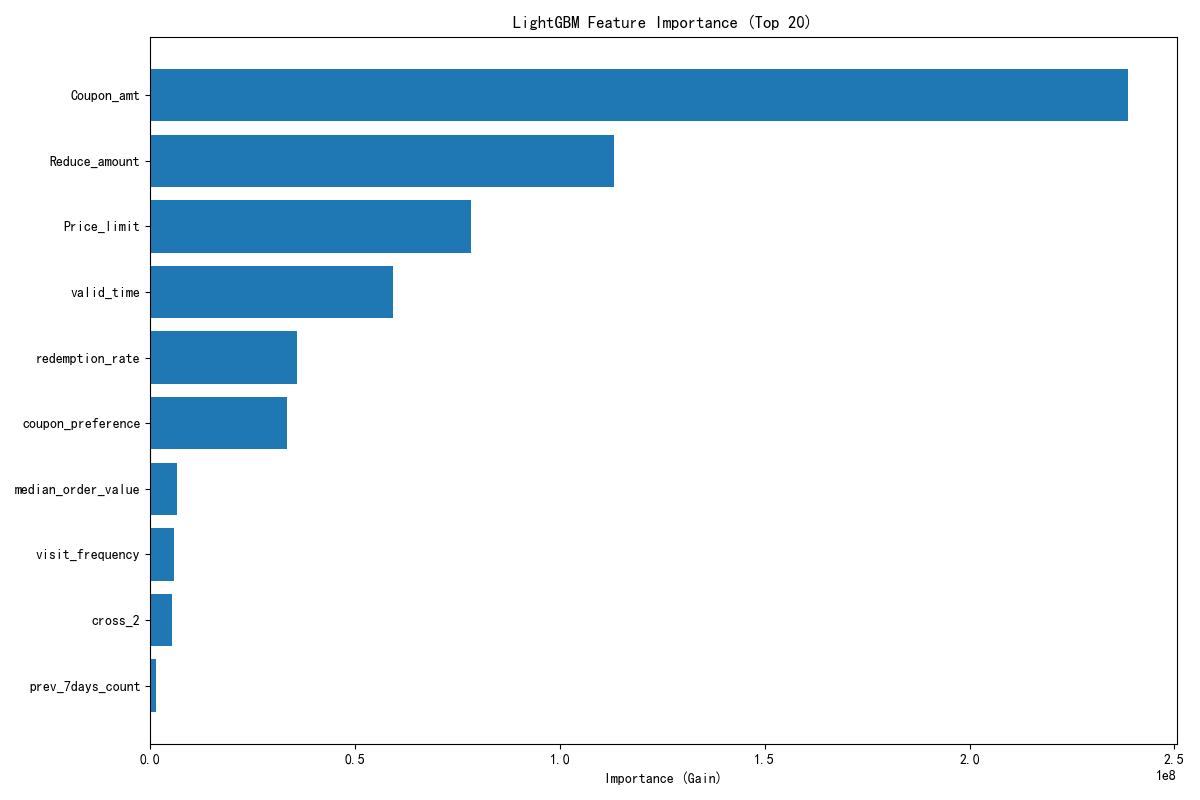 LightGBM Feature Importance (Top 20)
Coupon_amt
Reduce_amount
Price_limit
valid_time
redemption_rate
coupon_preference
median_order_value
visit_frequency
cross_2
prev_7days_count
0.0 0.5 1.0 1.5 2.0 2.5
1e8
Importance (Gain)